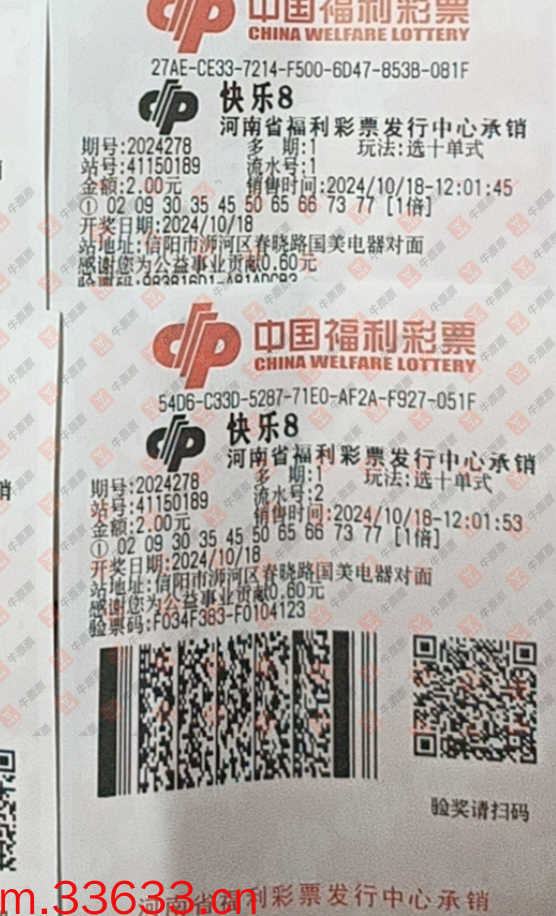 中国福利彩票
CHINA WELFARE LOTTERY
27AE-CE33-7214-F500-6D47-853B-081F
快乐8
河南省福利彩票发行中心承销
期号:2024278 多 期:1 玩法:选十单式
站号:41150189 流水号:1
金额:2.00元 销售时间:2024/10/18-12:01:45
① 02 09 30 35 45 50 65 66 73 77 [1倍]
开奖日期:2024/10/18
站地址:信阳市浉河区春晓路国美电器对面
感谢您为公益事业贡献0.60元
中国福利彩票
CHINA WELFARE LOTTERY
54D6-C33D-5287-71E0-AF2A-F927-051F
快乐8
河南省福利彩票发行中心承销
期号:2024278 多 期:1 玩法:选十单式
站号:41150189 流水号:2
金额:2.00元 销售时间:2024/10/18-12:01:53
① 02 09 30 35 45 50 65 66 73 77 [1倍]
开奖日期:2024/10/18
站地址:信阳市浉河区春晓路国美电器对面
感谢您为公益事业贡献0.60元
验票码:F034F383-F0104123
验奖请扫码
河南省福利彩票发行中心承销
m.33633.cn